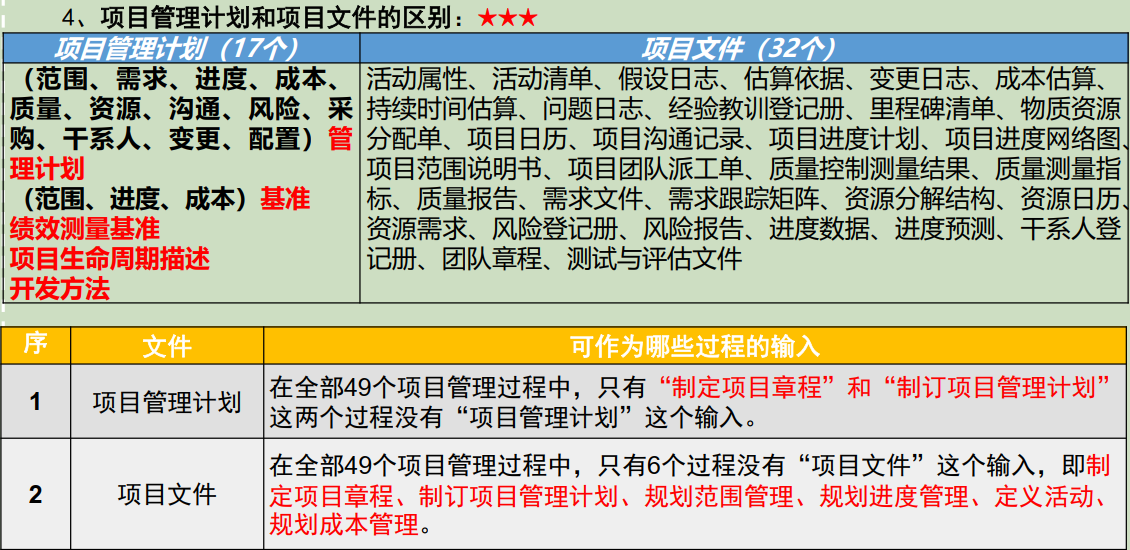 4、项目管理计划和项目文件的区别：★★★
项目管理计划（17个）
项目文件（32个）
（范围、需求、进度、成本、
质量、资源、沟通、风险、采
购、干系人、变更、配置）管
理计划
（范围、进度、成本）基准
绩效测量基准
项目生命周期描述
开发方法
活动属性、活动清单、假设日志、估算依据、变更日志、成本估算、
持续时间估算、问题日志、经验教训登记册、里程碑清单、物质资源
分配单、项目日历、项目沟通记录、项目进度计划、项目进度网络图、
项目范围说明书、项目团队派工单、质量控制测量结果、质量测量指
标、质量报告、需求文件、需求跟踪矩阵、资源分解结构、资源日历、
资源需求、风险登记册、风险报告、进度数据、进度预测、干系人登
记册、团队章程、测试与评估文件
序
文件
可作为哪些过程的输入
1
项目管理计划
在全部49个项目管理过程中，只有“制定项目章程”和“制订项目管理计划”
这两个过程没有“项目管理计划”这个输入。
2
项目文件
在全部49个项目管理过程中，只有6个过程没有“项目文件”这个输入，即制
定项目章程、制订项目管理计划、规划范围管理、规划进度管理、定义活动、
规划成本管理。